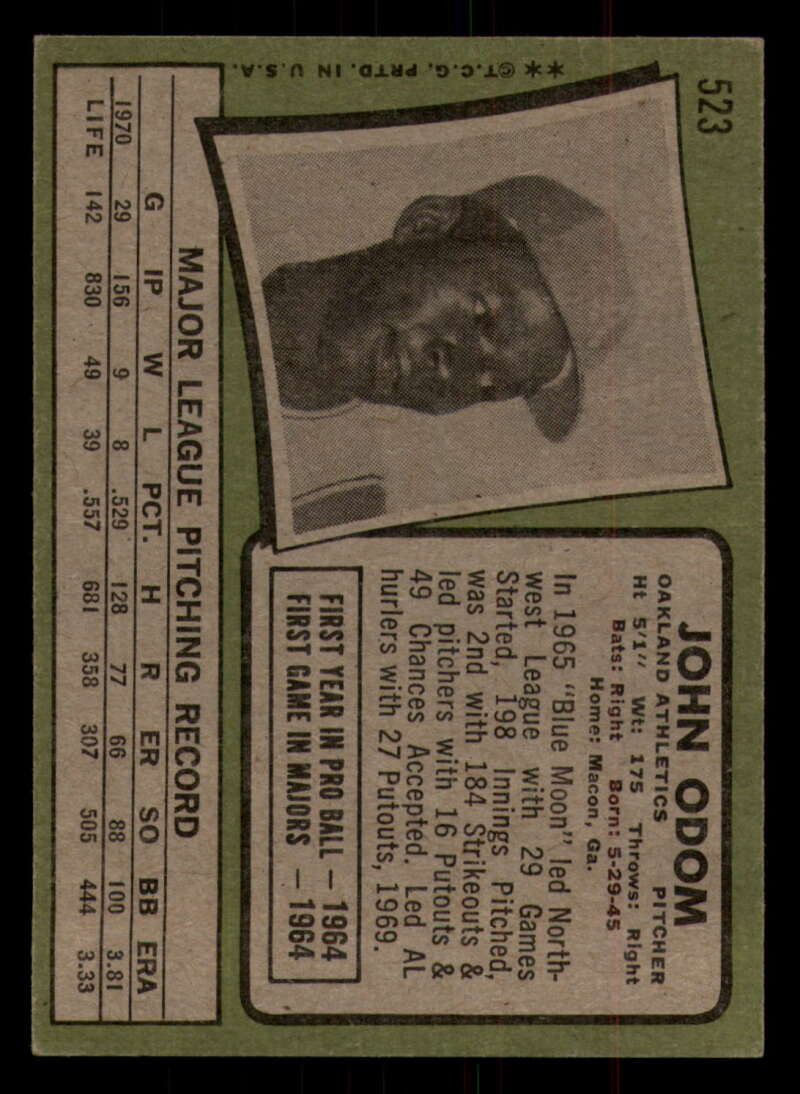 523
✶✶©T.C.G. PRTD. IN U.S.A.
JOHN ODOM
OAKLAND ATHLETICS PITCHER
Ht 5'1" Wt: 175 Throws: Right
Bats: Right Born: 5-29-45
Home: Macon, Ga.
In 1965 "Blue Moon" led North-
west League with 29 Games
Started, 198 Innings Pitched,
was 2nd with 184 Strikeouts &
led pitchers with 16 Putouts &
49 Chances Accepted. Led AL
hurlers with 27 Putouts, 1969.
FIRST YEAR IN PRO BALL — 1964
FIRST GAME IN MAJORS — 1964
MAJOR LEAGUE PITCHING RECORD
G IP W L PCT. H R ER SO BB ERA
1970 29 156 9 8 .529 128 77 66 88 100 3.81
LIFE 142 830 49 39 .557 681 358 307 505 444 3.33